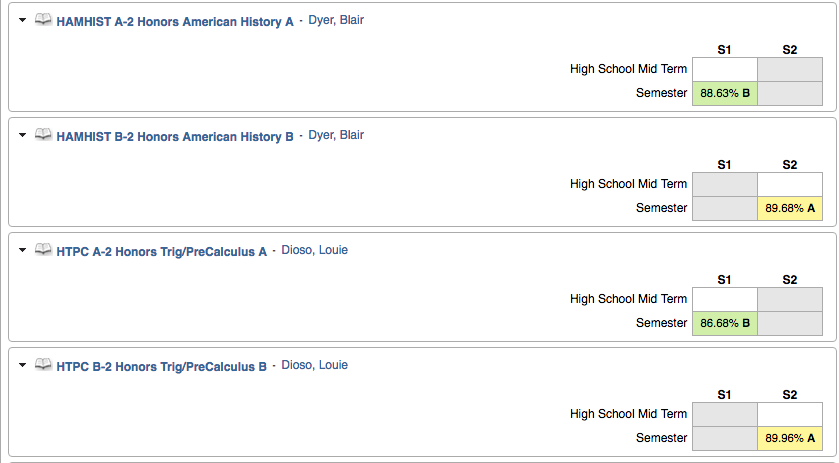 HAMHIST A-2 Honors American History A - Dyer, Blair
S1 S2
High School Mid Term
Semester 88.63% B
HAMHIST B-2 Honors American History B - Dyer, Blair
S1 S2
High School Mid Term
Semester 89.68% A
HTPC A-2 Honors Trig/PreCalculus A - Dioso, Louie
S1 S2
High School Mid Term
Semester 86.68% B
HTPC B-2 Honors Trig/PreCalculus B - Dioso, Louie
S1 S2
High School Mid Term
Semester 89.96% A